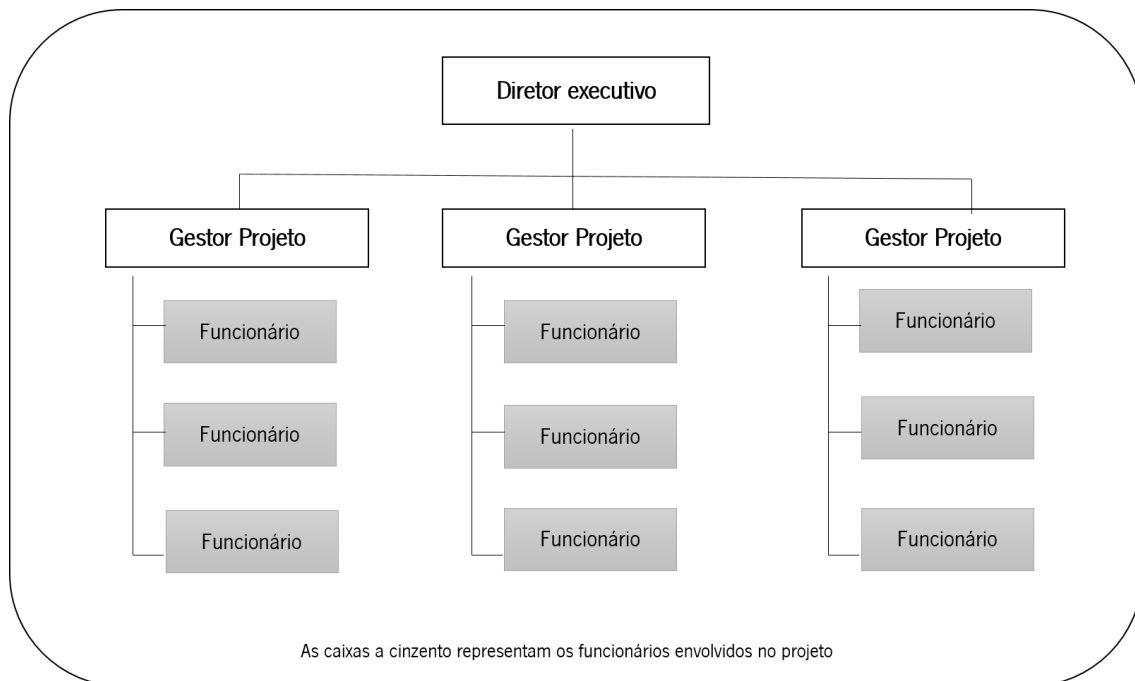 Diretor executivo
Gestor Projeto
Gestor Projeto
Gestor Projeto
Funcionário
Funcionário
Funcionário
Funcionário
Funcionário
Funcionário
Funcionário
Funcionário
Funcionário
As caixas a cinzento representam os funcionários envolvidos no projeto